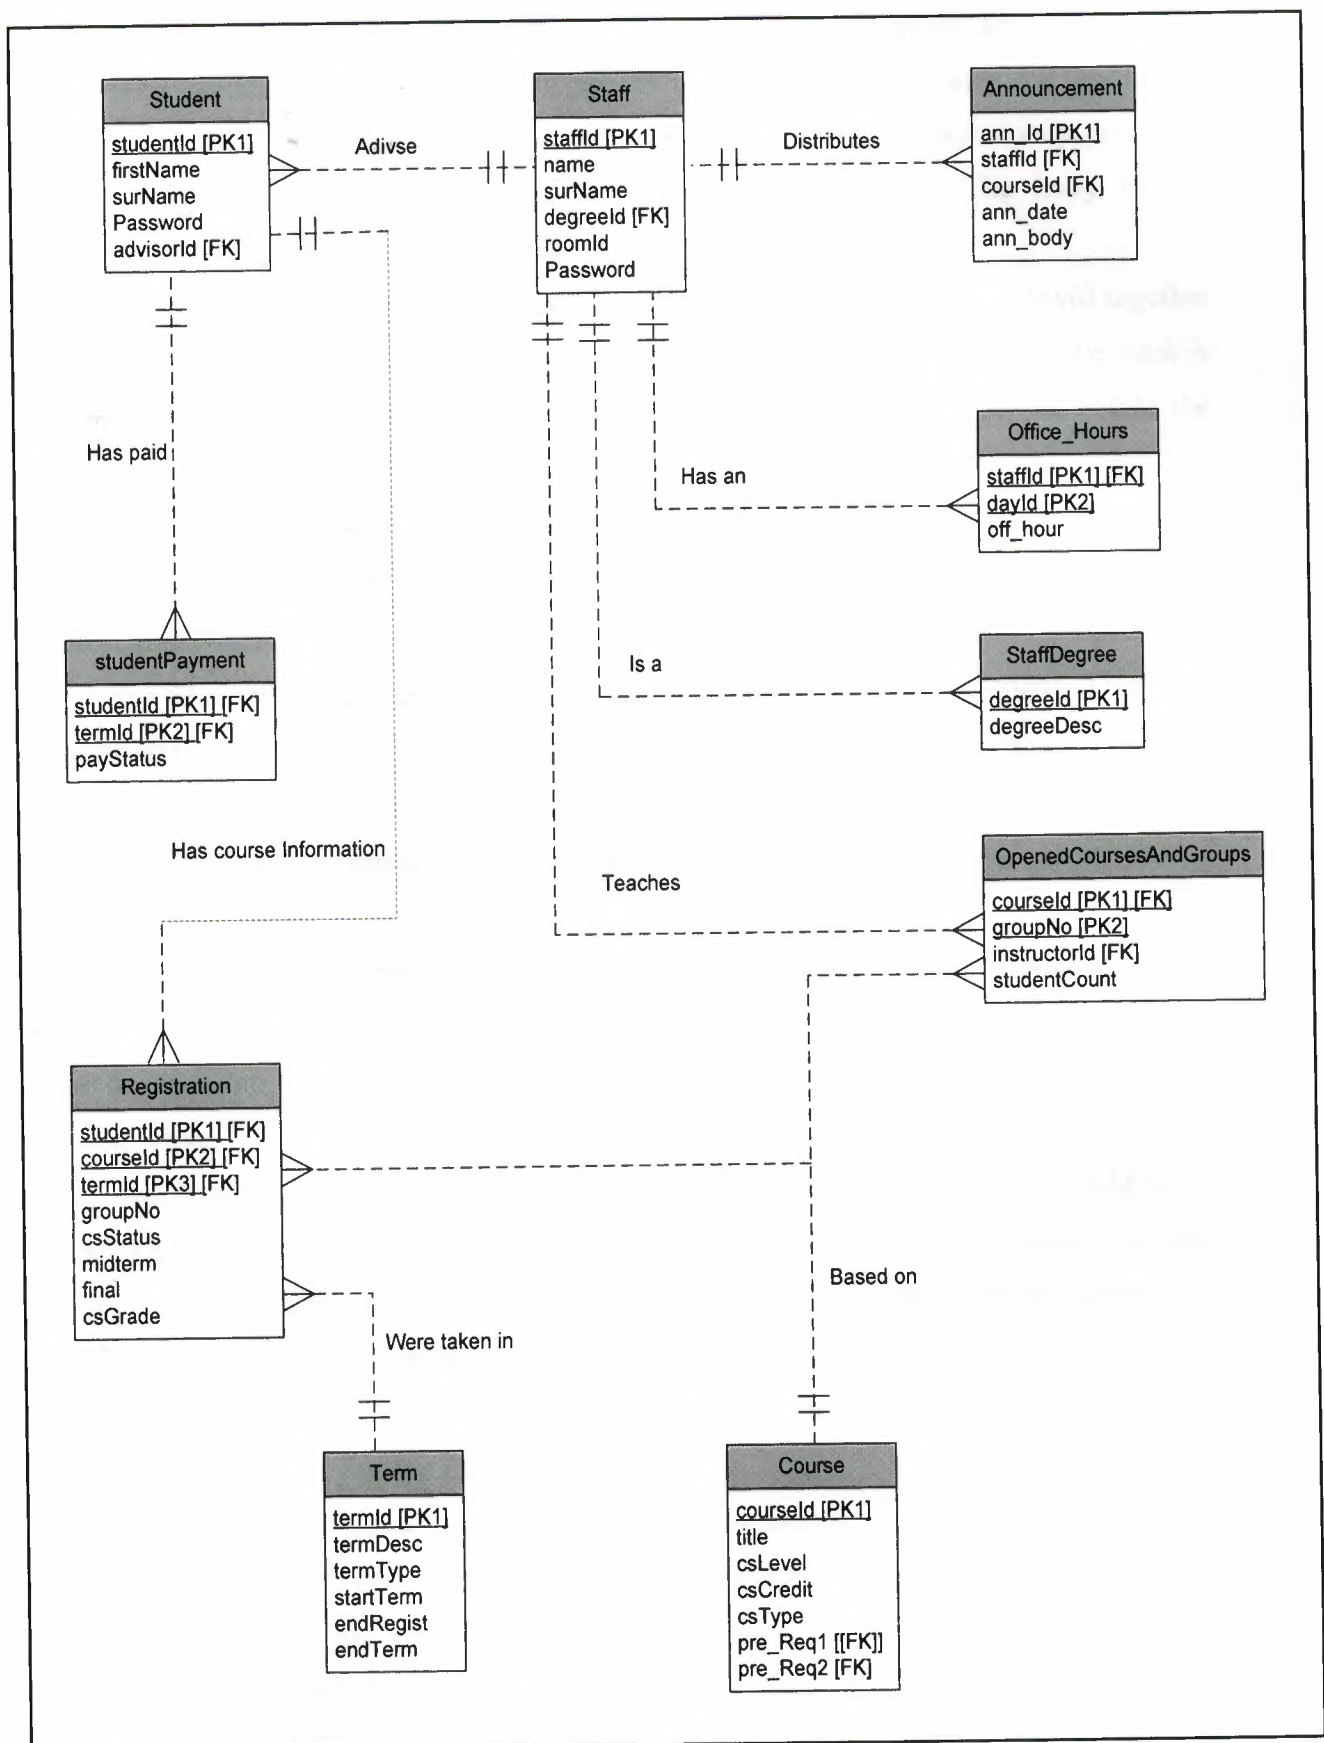 Student
studentId [PK1]
firstName
surName
Password
advisorId [FK]
Adivse
Staff
staffId [PK1]
name
surName
degreeId [FK]
roomId
Password
Distributes
Announcement
ann_Id [PK1]
staffId [FK]
courseId [FK]
ann_date
ann_body
Has paid
Has an
Office_Hours
staffId [PK1] [FK]
dayId [PK2]
off_hour
studentPayment
studentId [PK1] [FK]
termId [PK2] [FK]
payStatus
Is a
StaffDegree
degreeId [PK1]
degreeDesc
Has course Information
Teaches
OpenedCoursesAndGroups
courseId [PK1] [FK]
groupNo [PK2]
instructorId [FK]
studentCount
Registration
studentId [PK1] [FK]
courseId [PK2] [FK]
termId [PK3] [FK]
groupNo
csStatus
midterm
final
csGrade
Based on
Were taken in
Term
termId [PK1]
termDesc
termType
startTerm
endRegist
endTerm
Course
courseId [PK1]
title
csLevel
csCredit
csType
pre_Req1 [[FK]]
pre_Req2 [FK]